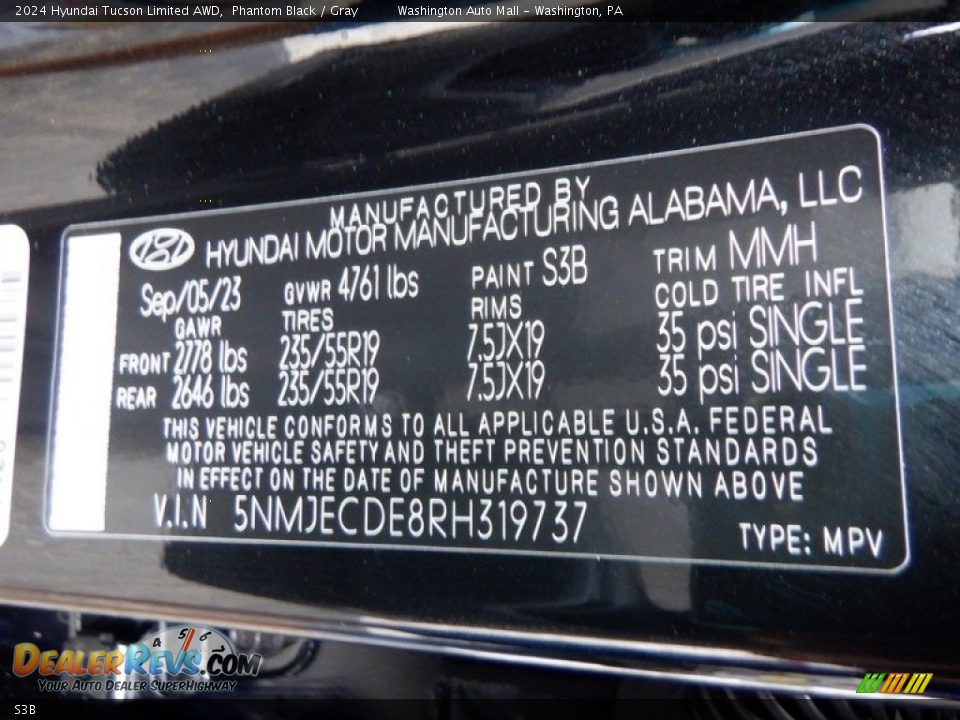 2024 Hyundai Tucson Limited AWD, Phantom Black / Gray Washington Auto Mall - Washington, PA
MANUFACTURED BY
HYUNDAI MOTOR MANUFACTURING ALABAMA, LLC
Sep/05/23 GVWR 4761 lbs PAINT S3B TRIM MMH
GAWR TIRES RIMS COLD TIRE INFL
FRONT 2778 lbs 235/55R19 7.5JX19 35 psi SINGLE
REAR 2646 lbs 235/55R19 7.5JX19 35 psi SINGLE
THIS VEHICLE CONFORMS TO ALL APPLICABLE U.S.A. FEDERAL
MOTOR VEHICLE SAFETY AND THEFT PREVENTION STANDARDS
IN EFFECT ON THE DATE OF MANUFACTURE SHOWN ABOVE
V.I.N 5NMJECDE8RH319737 TYPE: MPV
4 5 6
DEALERREVS.COM
Your Auto Dealer SuperHighway
S3B